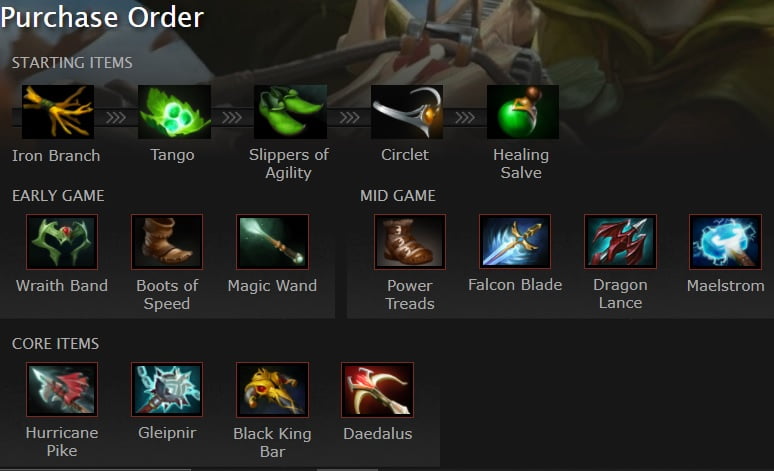 Purchase Order
STARTING ITEMS
Iron Branch
Tango
Slippers of
Agility
Circlet
Healing
Salve
EARLY GAME
Wraith Band
Boots of
Speed
Magic Wand
MID GAME
Power
Treads
Falcon Blade
Dragon
Lance
Maelstrom
CORE ITEMS
Hurricane
Pike
Gleipnir
Black King
Bar
Daedalus